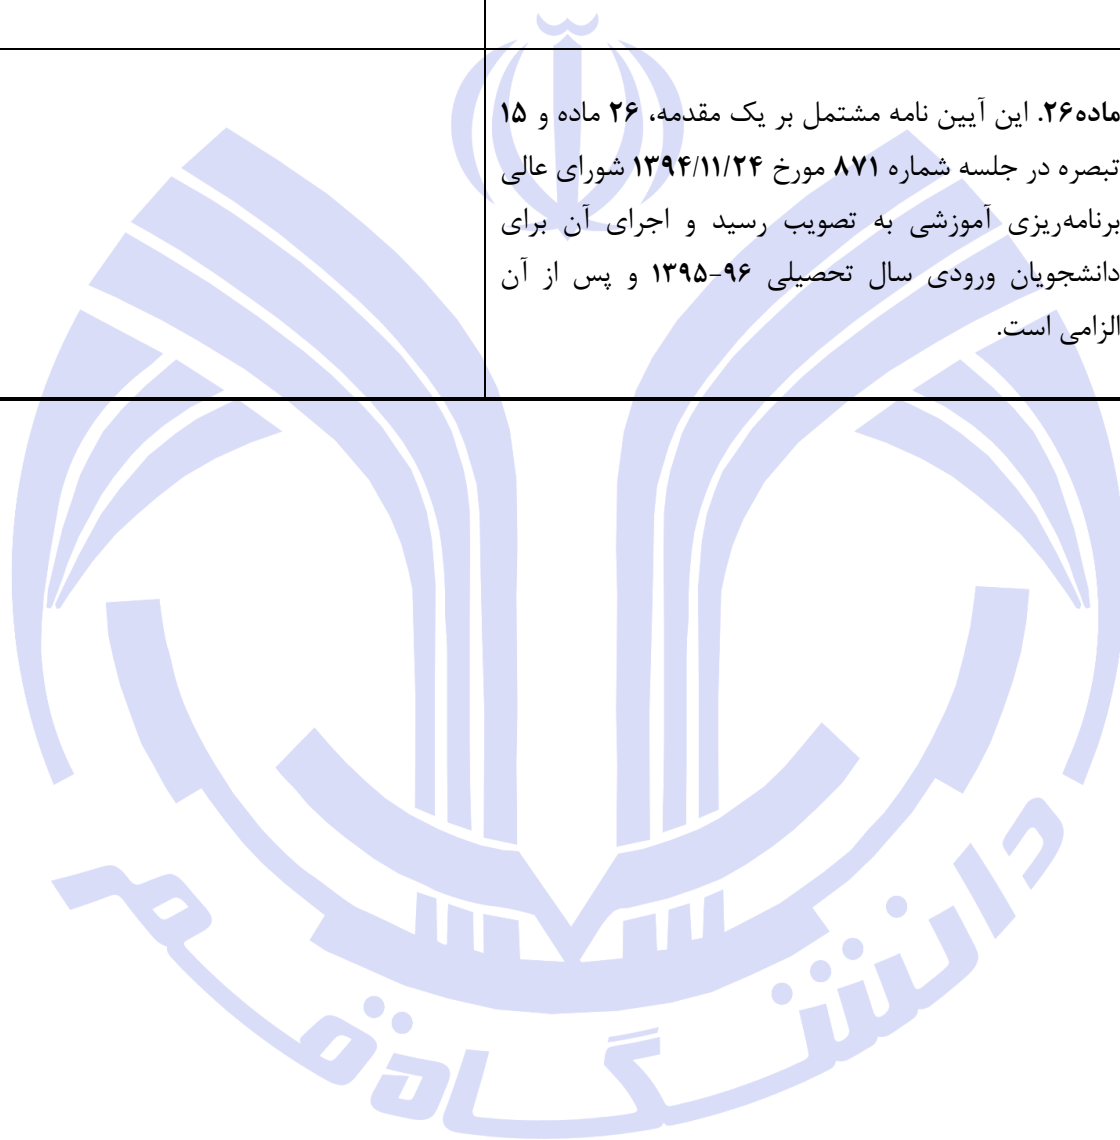 ماده۲۶. این آیین نامه مشتمل بر یک مقدمه، ۲۶ ماده و ۱۵
تبصره در جلسه شماره ۸۷۱ مورخ ۱۳۹۴/۱۱/۲۴ شورای عالی
برنامه‌ریزی آموزشی به تصویب رسید و اجرای آن برای
دانشجویان ورودی سال تحصیلی ۹۶-۱۳۹۵ و پس از آن
الزامی است.
دانشگاه قم